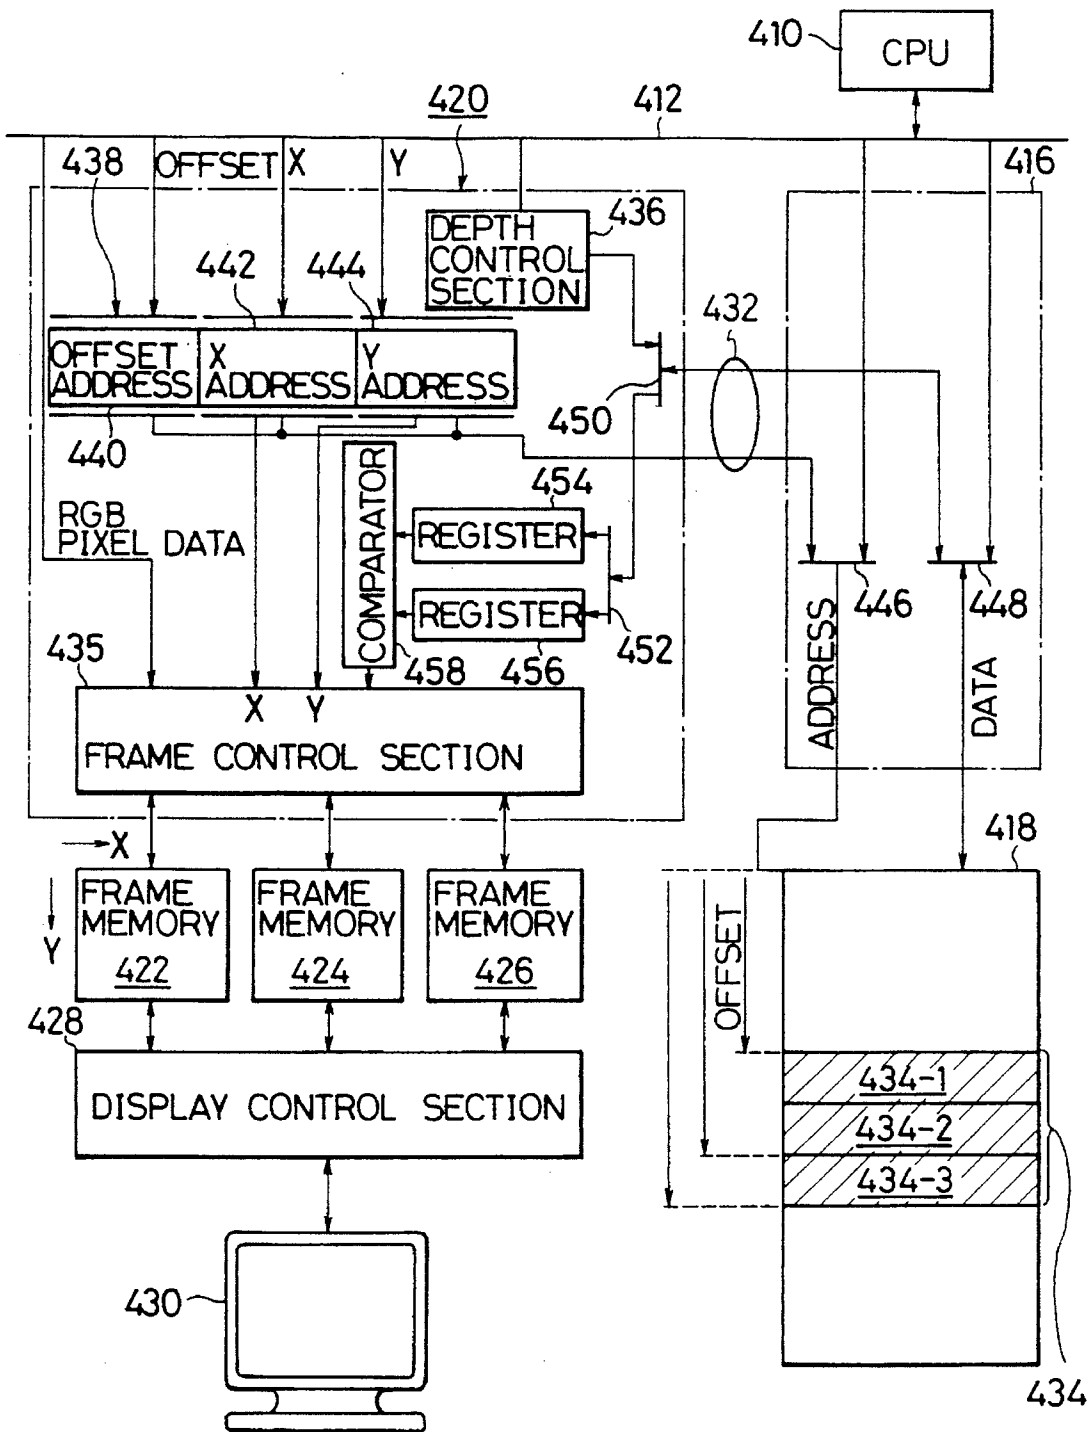 410
CPU
420
412
438
OFFSET
X
Y
416
DEPTH
CONTROL
SECTION
436
442
444
432
OFFSET
ADDRESS
X
ADDRESS
Y
ADDRESS
440
450
COMPARATOR
454
RGB
PIXEL DATA
REGISTER
REGISTER
446
448
452
435
458
456
ADDRESS
DATA
X
Y
FRAME CONTROL SECTION
X
Y
418
FRAME
MEMORY
422
FRAME
MEMORY
424
FRAME
MEMORY
426
OFFSET
428
434-1
434-2
434-3
DISPLAY CONTROL SECTION
430
434